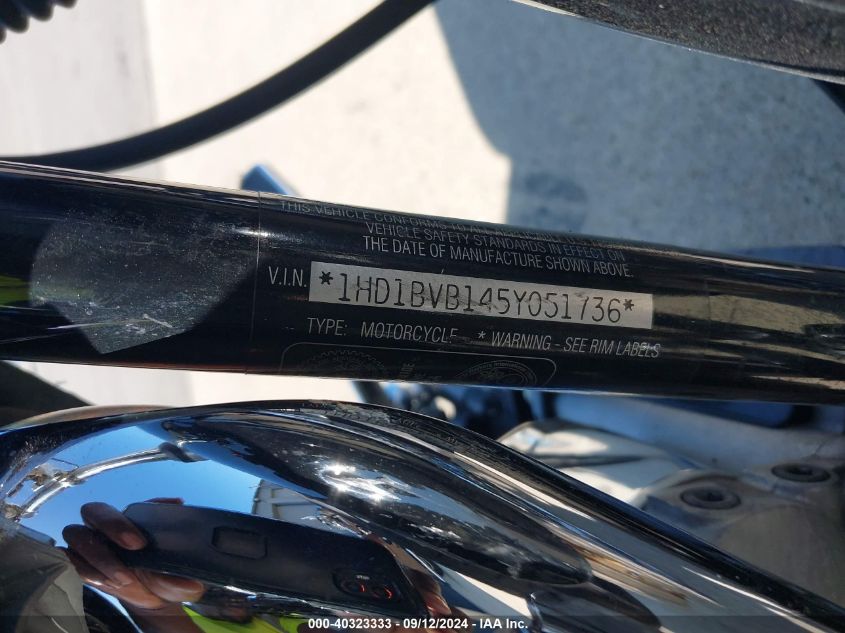 THIS VEHICLE CONFORMS TO ALL
VEHICLE SAFETY STANDARDS IN EFFECT ON
THE DATE OF MANUFACTURE SHOWN ABOVE.
V.I.N. *1HD1BVB145Y051736*
TYPE: MOTORCYCLE * WARNING - SEE RIM LABELS
000-40323333 - 09/12/2024 - IAA Inc.